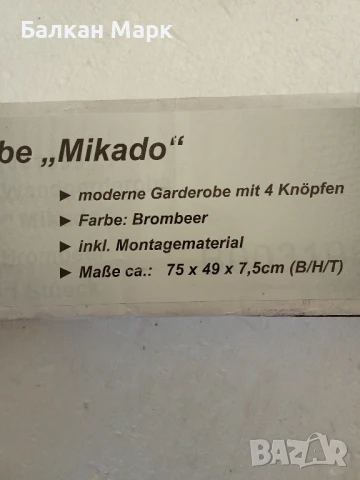 Балкан Марк
be „Mikado“
► moderne Garderobe mit 4 Knöpfen
► Farbe: Brombeer
► inkl. Montagematerial
► Maße ca.: 75 x 49 x 7,5cm (B/H/T)
BAZAR